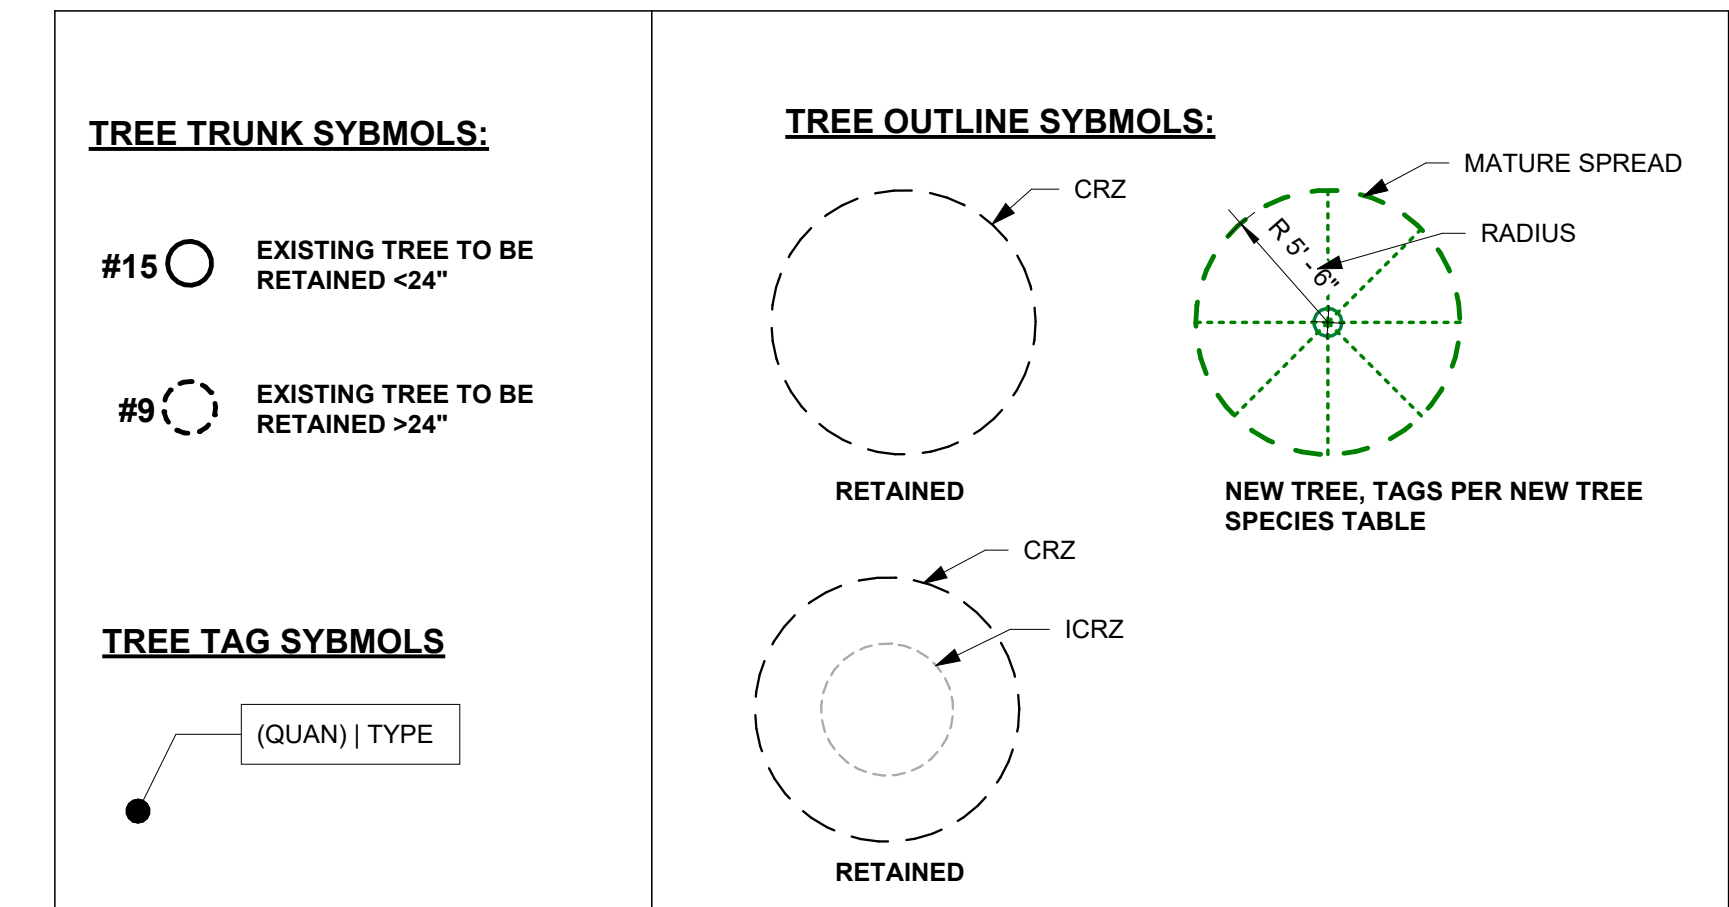 TREE TRUNK SYBMOLS:
#15
EXISTING TREE TO BE
RETAINED <24"
#9
EXISTING TREE TO BE
RETAINED >24"
TREE TAG SYBMOLS
(QUAN) | TYPE
TREE OUTLINE SYBMOLS:
CRZ
RETAINED
MATURE SPREAD
RADIUS
R 5' - 6"
NEW TREE, TAGS PER NEW TREE
SPECIES TABLE
CRZ
ICRZ
RETAINED